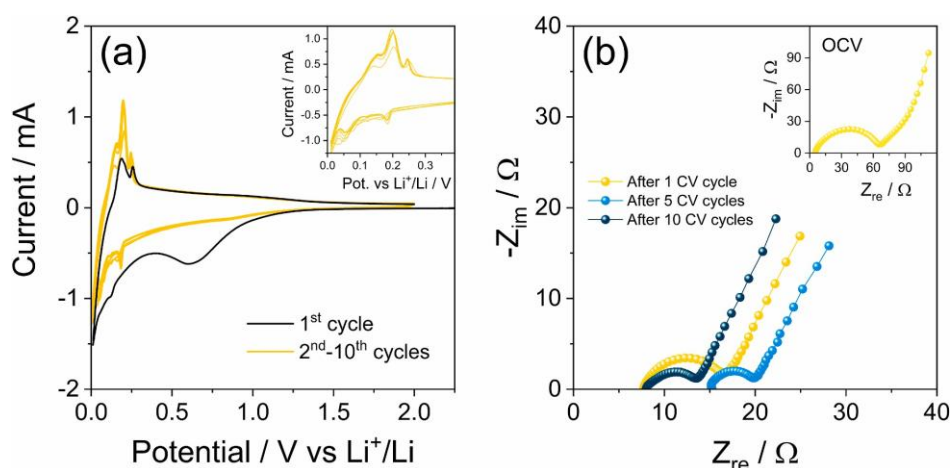 (a)
Current / mA
2
1
0
-1
-2
0.0 0.5 1.0 1.5 2.0
Potential / V vs Li⁺/Li
1ˢᵗ cycle
2ⁿᵈ-10ᵗʰ cycles
Current / mA
1.0
0.5
0.0
-0.5
-1.0
0.0 0.1 0.2 0.3
Pot. vs Li⁺/Li / V
(b)
-Zᵢₘ / Ω
40
30
20
10
0
0 10 20 30 40
Zᵣₑ / Ω
After 1 CV cycle
After 5 CV cycles
After 10 CV cycles
OCV
-Zᵢₘ / Ω
90
60
30
0
0 30 60 90
Zᵣₑ / Ω